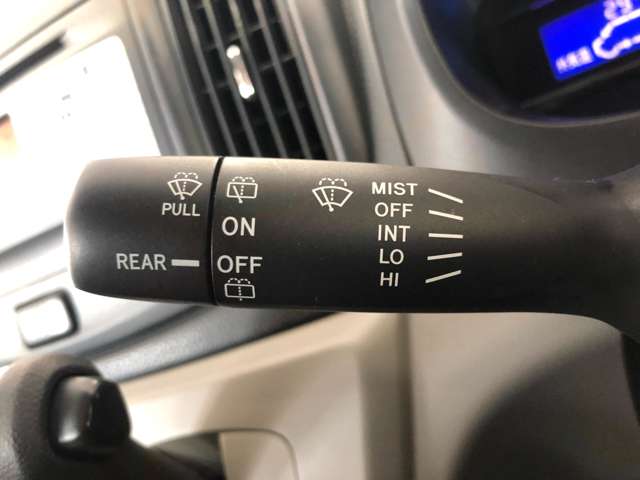 PULL
REAR
ON
OFF
MIST
OFF
INT
LO
HI